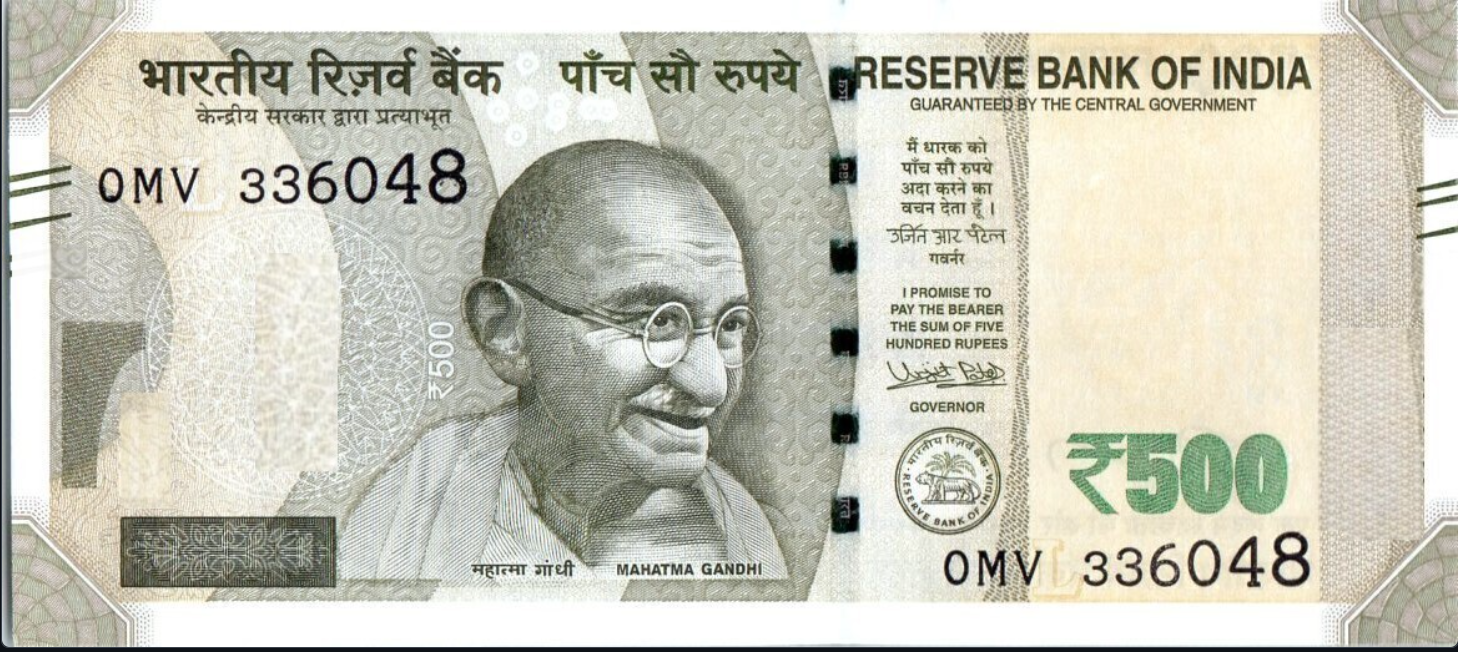 भारतीय रिज़र्व बैंक
केन्द्रीय सरकार द्वारा प्रत्याभूत
पाँच सौ रुपये
RESERVE BANK OF INDIA
GUARANTEED BY THE CENTRAL GOVERNMENT
0MV 336048
मैं धारक को
पाँच सौ रुपये
अदा करने का
वचन देता हूँ ।
उर्जित आर पटेल
गवर्नर
I PROMISE TO
PAY THE BEARER
THE SUM OF FIVE
HUNDRED RUPEES
Urjit Patel
GOVERNOR
₹500
भारतीय रिज़र्व बैंक
RESERVE BANK OF INDIA
₹500
महात्मा गांधी
MAHATMA GANDHI
0MV 336048